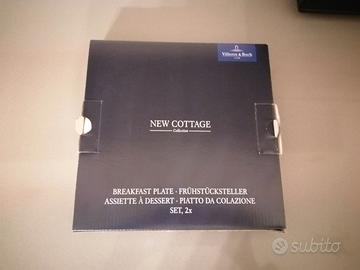 Villeroy & Boch
NEW COTTAGE
Collection
BREAKFAST PLATE · FRÜHSTÜCKSTELLER
ASSIETTE À DESSERT · PIATTO DA COLAZIONE
SET, 2x
subito